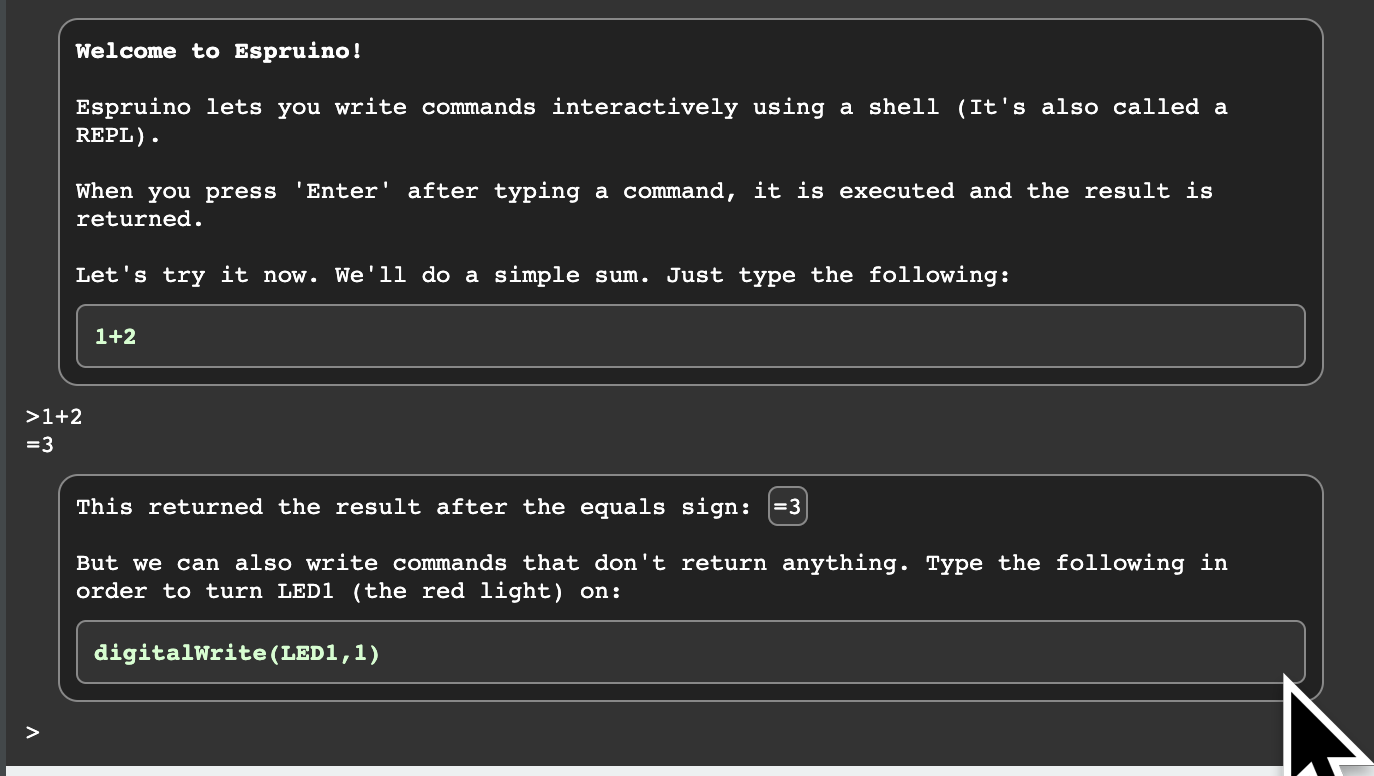 Welcome to Espruino!
Espruino lets you write commands interactively using a shell (It's also called a
REPL).
When you press 'Enter' after typing a command, it is executed and the result is
returned.
Let's try it now. We'll do a simple sum. Just type the following:
1+2
>1+2
=3
This returned the result after the equals sign: =3
But we can also write commands that don't return anything. Type the following in
order to turn LED1 (the red light) on:
digitalWrite(LED1,1)
>